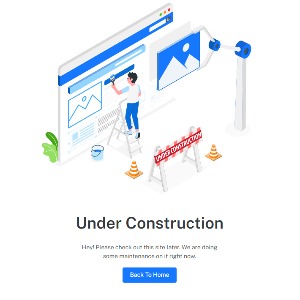 UNDER CONSTRUCTION
Under Construction
Hey! Please check out this site later. We are doing
some maintenance on it right now.
Back To Home